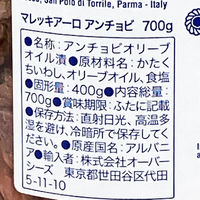 San Polo di Torrile, Parma - Italy
マレッキアーロ アンチョビ 700g
●名称：アンチョビオリーブ
オイル漬●原材料名：かたく
ちいわし、オリーブオイル、食塩
●固形量：400g●内容量：
700g●賞味期限：ふたに記載
●保存方法：直射日光、高温多
湿を避け、冷暗所で保存してく
ださい。●原産国名：アルバニ
ア●輸入者：株式会社オーバー
シーズ 東京都世田谷区代田
5-11-10